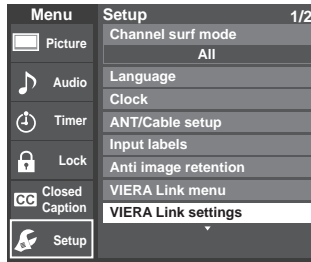 Menu
Picture
Audio
Timer
Lock
CC Closed
Caption
Setup
Setup 1/2
Channel surf mode
All
Language
Clock
ANT/Cable setup
Input labels
Anti image retention
VIERA Link menu
VIERA Link settings